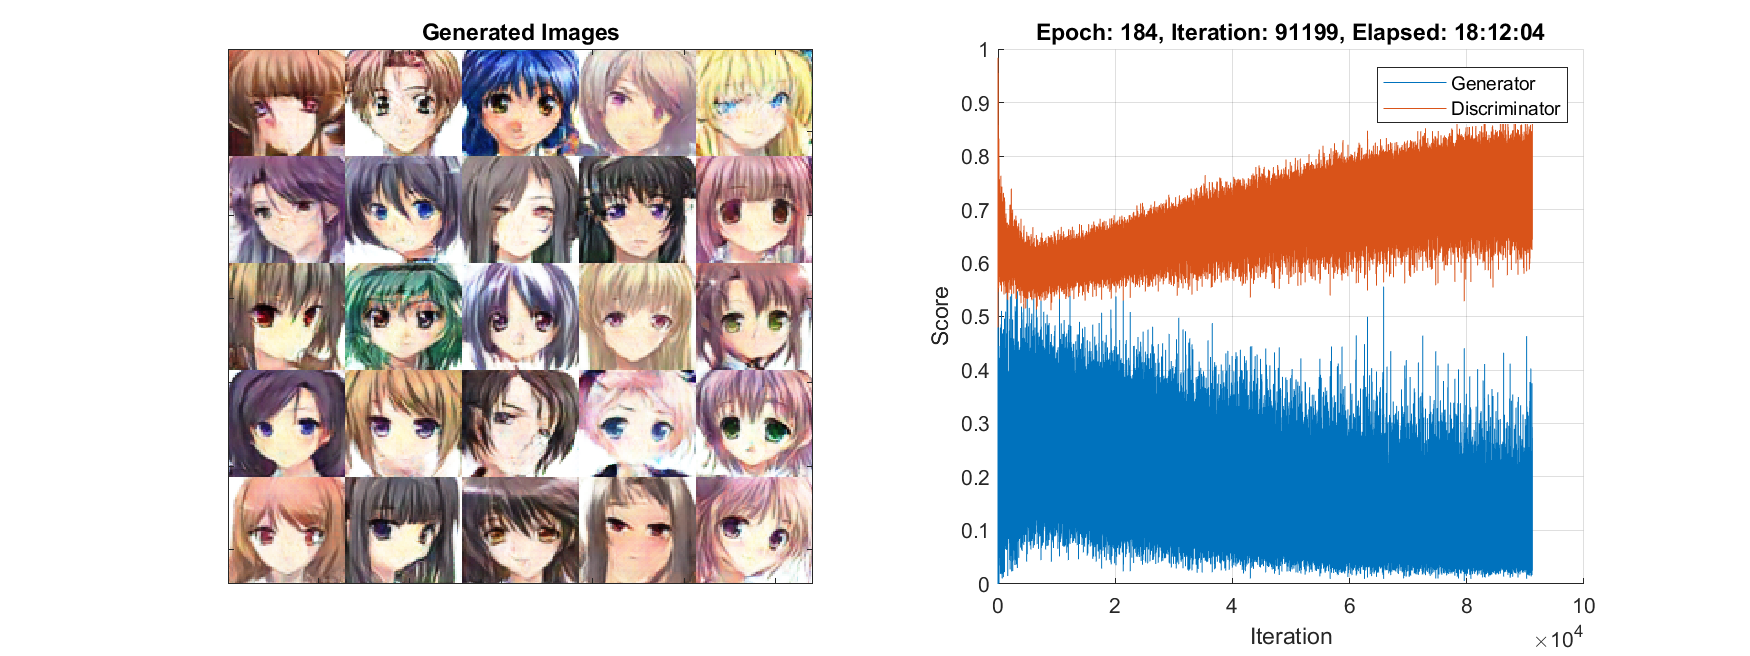 Generated Images
Epoch: 184, Iteration: 91199, Elapsed: 18:12:04
Generator
Discriminator
1
0.9
0.8
0.7
0.6
0.5
0.4
0.3
0.2
0.1
0
Score
0 2 4 6 8 10
Iteration
×10⁴